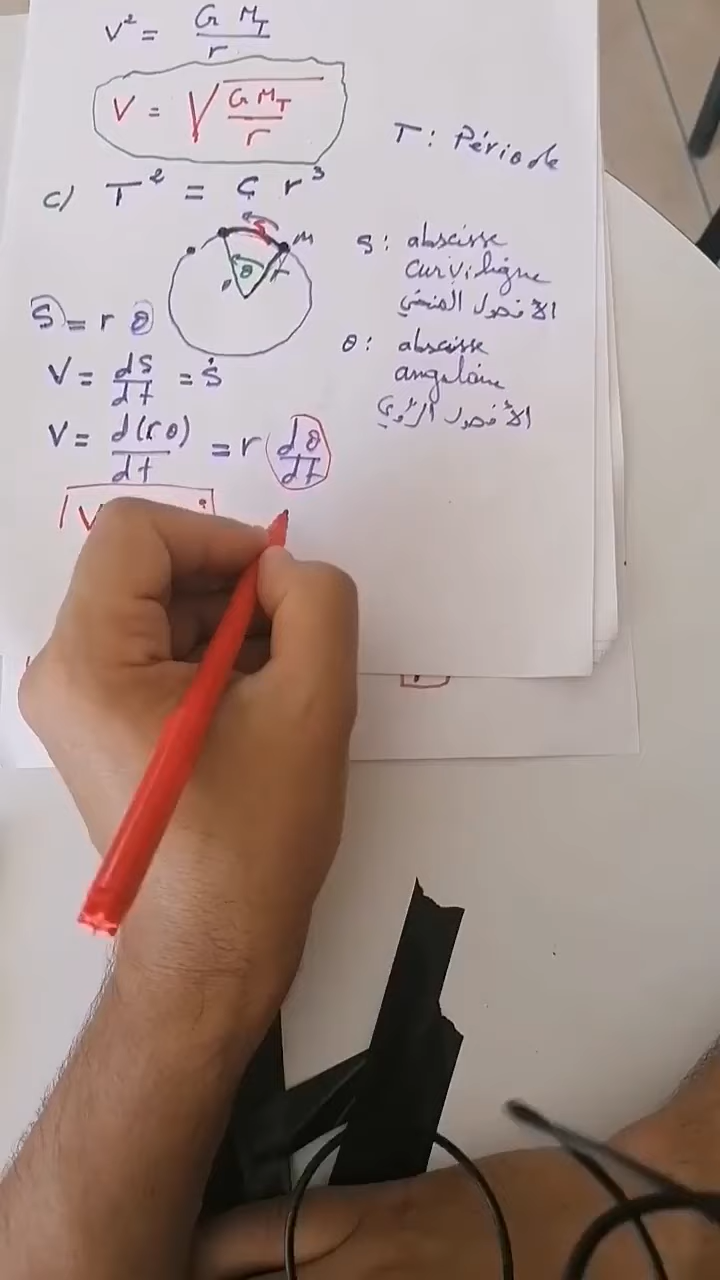 V² = G M_T / r
V = √(G M_T / r)
T : Période
c) T² = C r³
S M
θ r
S : abscisse
curviligne
الأفصول المنحني
S = r θ
θ : abscisse
angulaire
الأفصول الزاوي
V = dS/dt = Ṡ
V = d(rθ)/dt = r dθ/dt
V